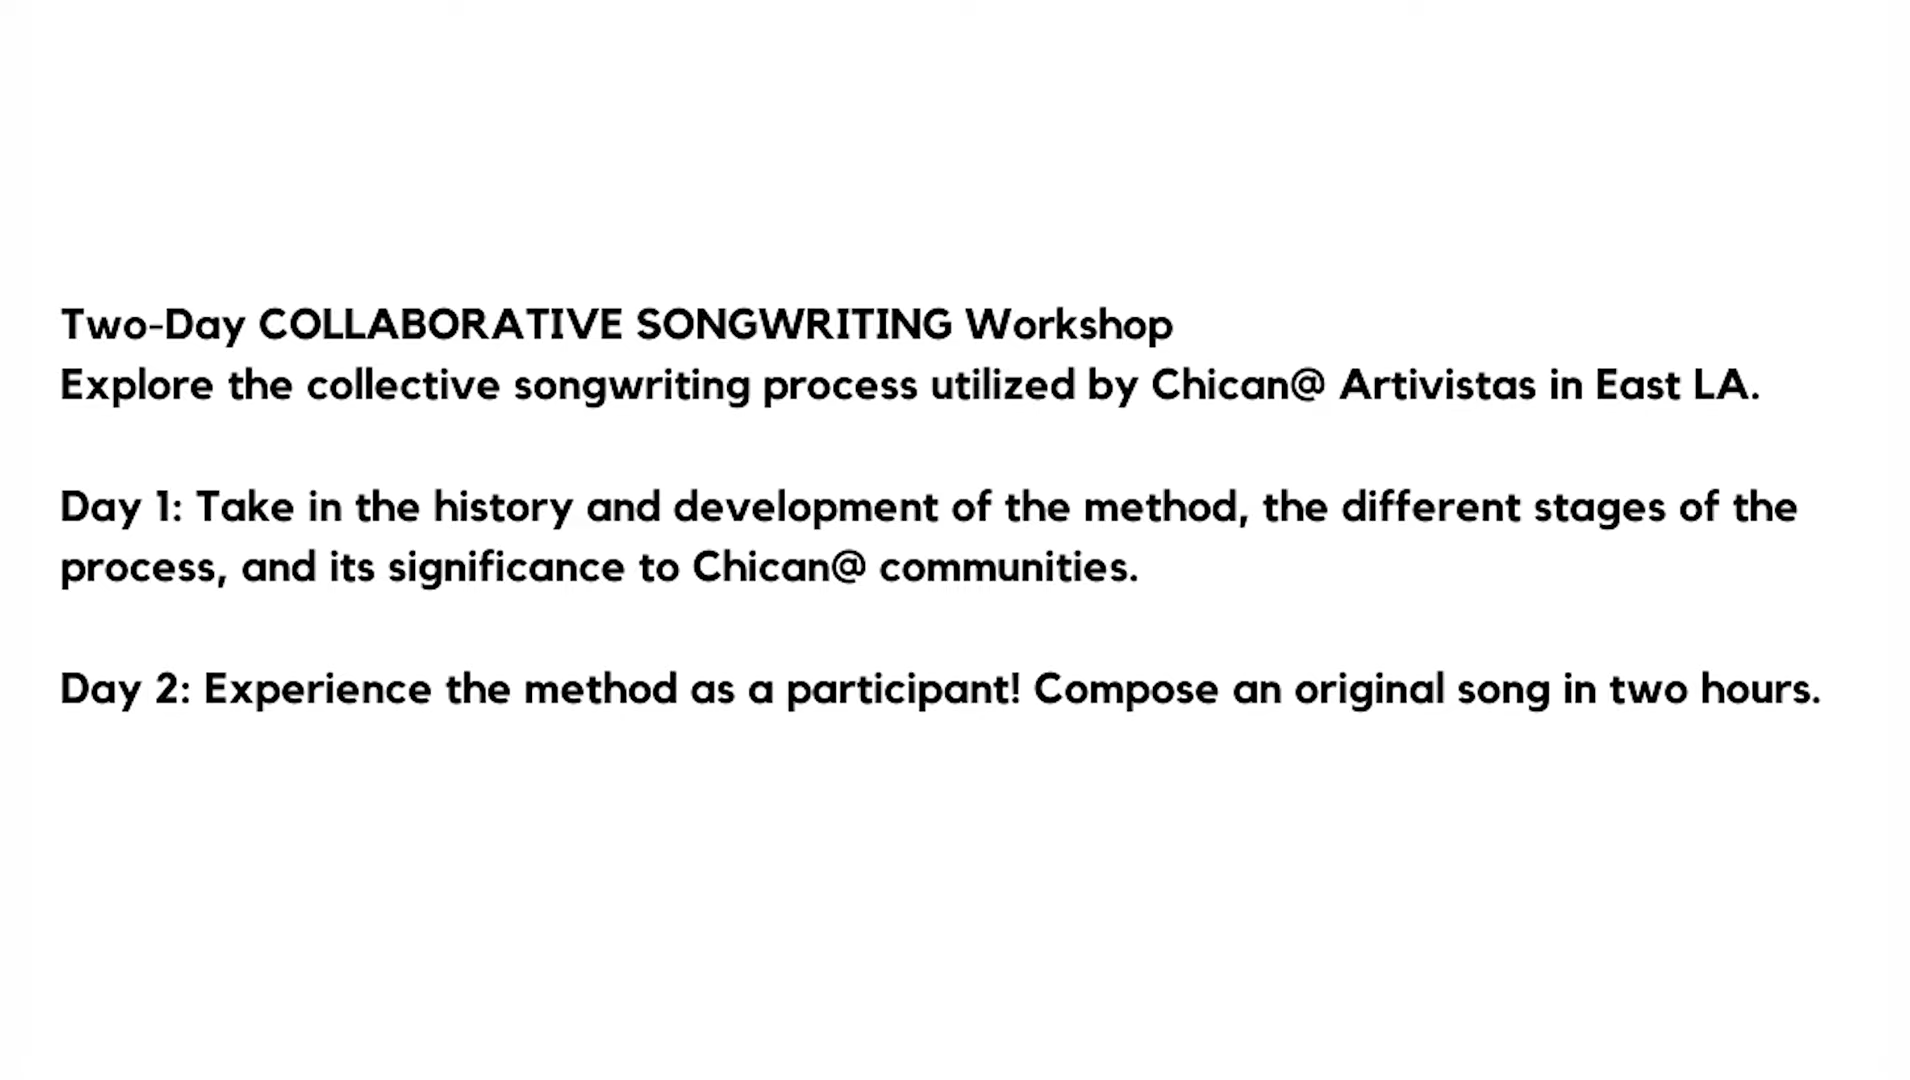 Two-Day COLLABORATIVE SONGWRITING Workshop
Explore the collective songwriting process utilized by Chican@ Artivistas in East LA.
Day 1: Take in the history and development of the method, the different stages of the
process, and its significance to Chican@ communities.
Day 2: Experience the method as a participant! Compose an original song in two hours.